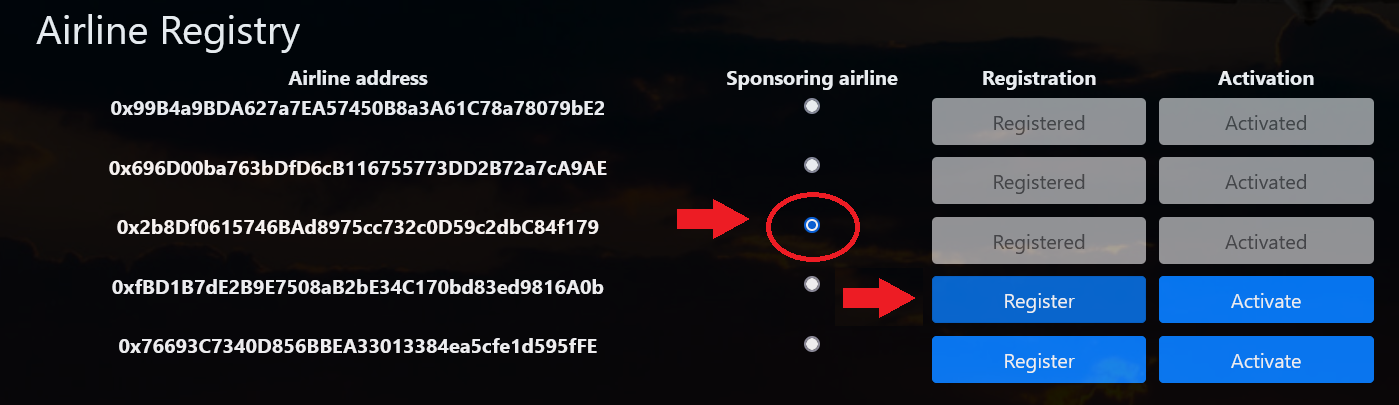 Airline Registry
Airline address Sponsoring airline Registration Activation
0x99B4a9BDA627a7EA57450B8a3A61C78a78079bE2 Registered Activated
0x696D00ba763bDfD6cB116755773DD2B72a7cA9AE Registered Activated
0x2b8Df0615746BAd8975cc732c0D59c2dbC84f179 Registered Activated
0xfBD1B7dE2B9E7508aB2bE34C170bd83ed9816A0b Register Activate
0x76693C7340D856BBEA33013384ea5cfe1d595fFE Register Activate